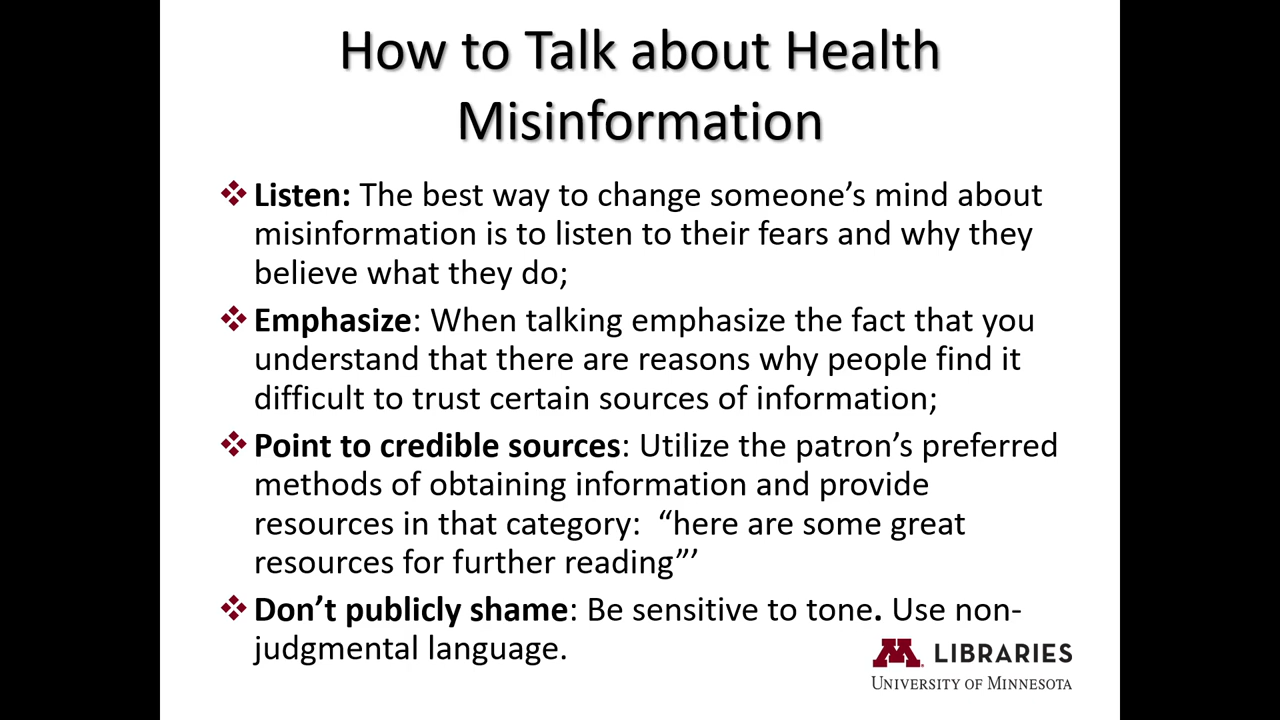 How to Talk about Health
Misinformation
❖ Listen: The best way to change someone’s mind about
misinformation is to listen to their fears and why they
believe what they do;
❖ Emphasize: When talking emphasize the fact that you
understand that there are reasons why people find it
difficult to trust certain sources of information;
❖ Point to credible sources: Utilize the patron’s preferred
methods of obtaining information and provide
resources in that category:  “here are some great
resources for further reading”’
❖ Don’t publicly shame: Be sensitive to tone. Use non-
judgmental language.
M LIBRARIES
UNIVERSITY OF MINNESOTA